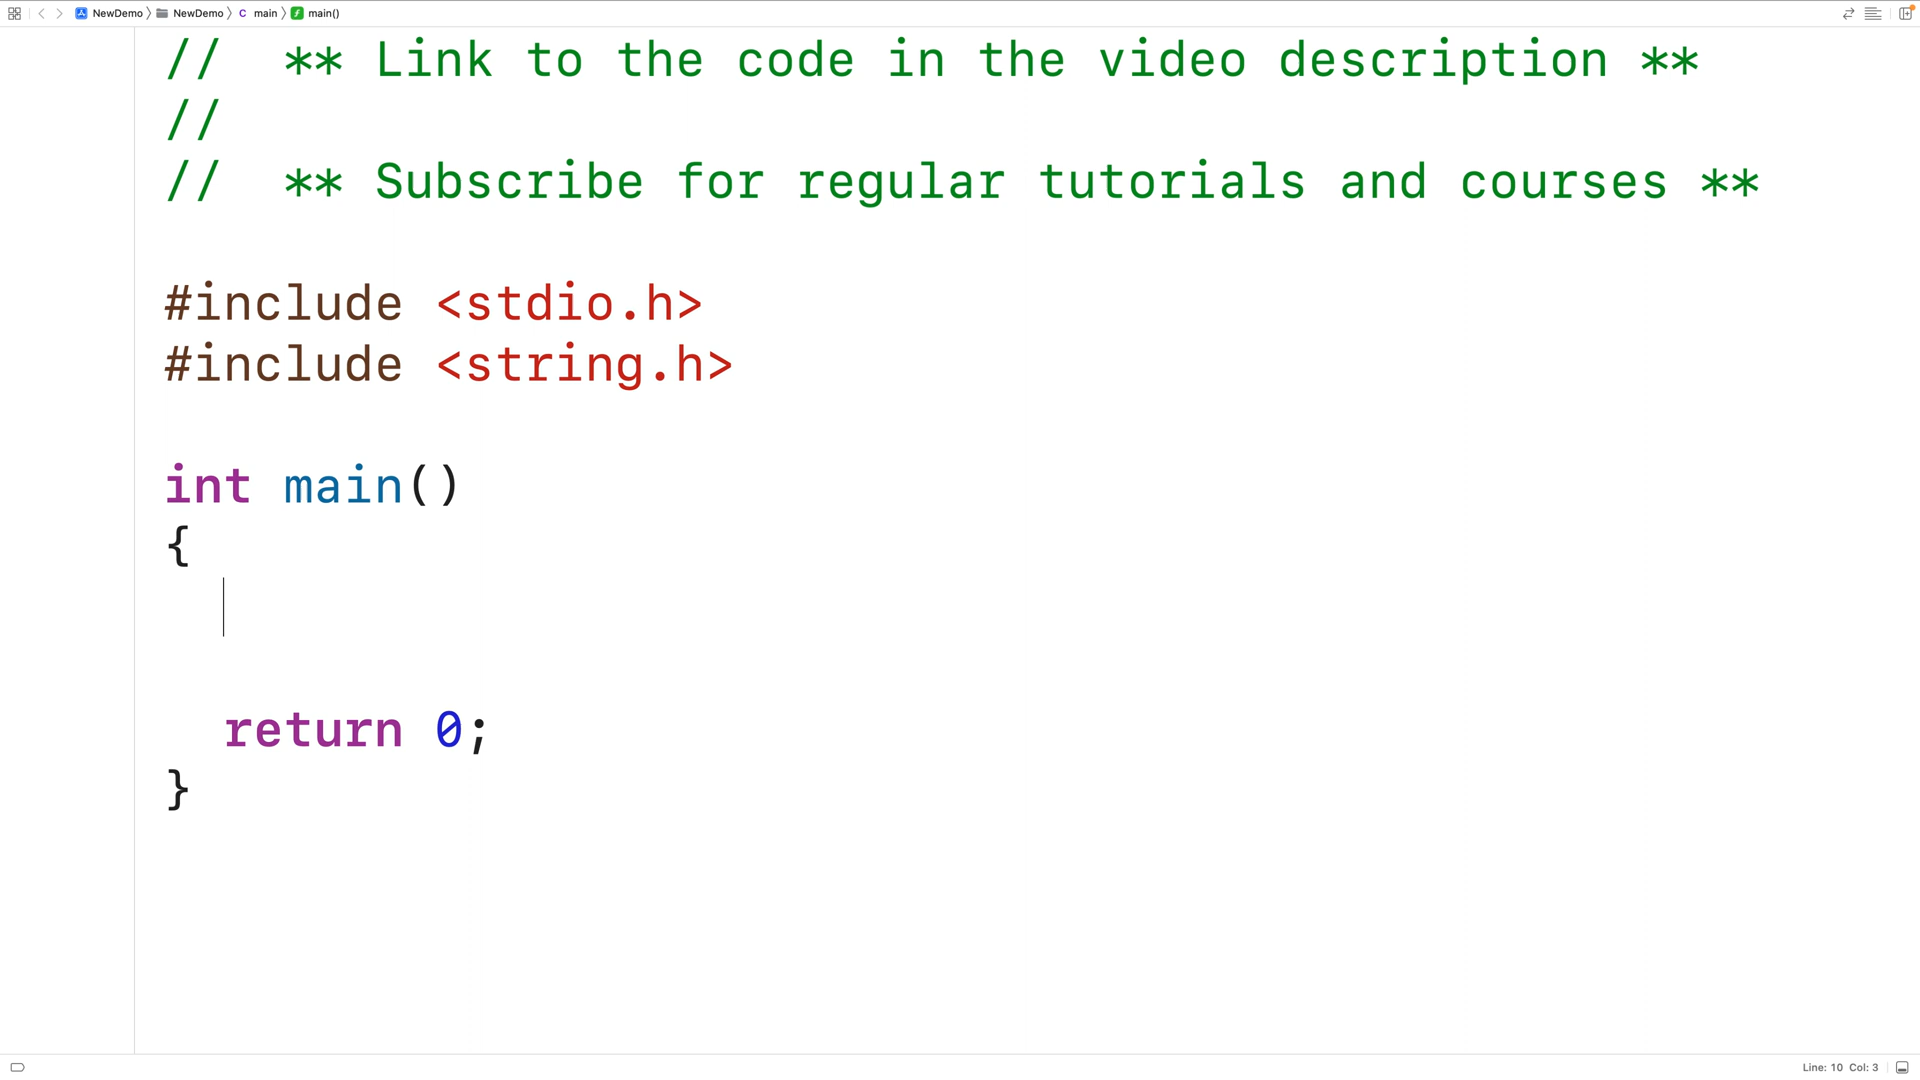 NewDemo 〉 NewDemo 〉 C main 〉 f main()
//  ** Link to the code in the video description **
//
//  ** Subscribe for regular tutorials and courses **
#include <stdio.h>
#include <string.h>
int main()
{
return 0;
}
Line: 10 Col: 3